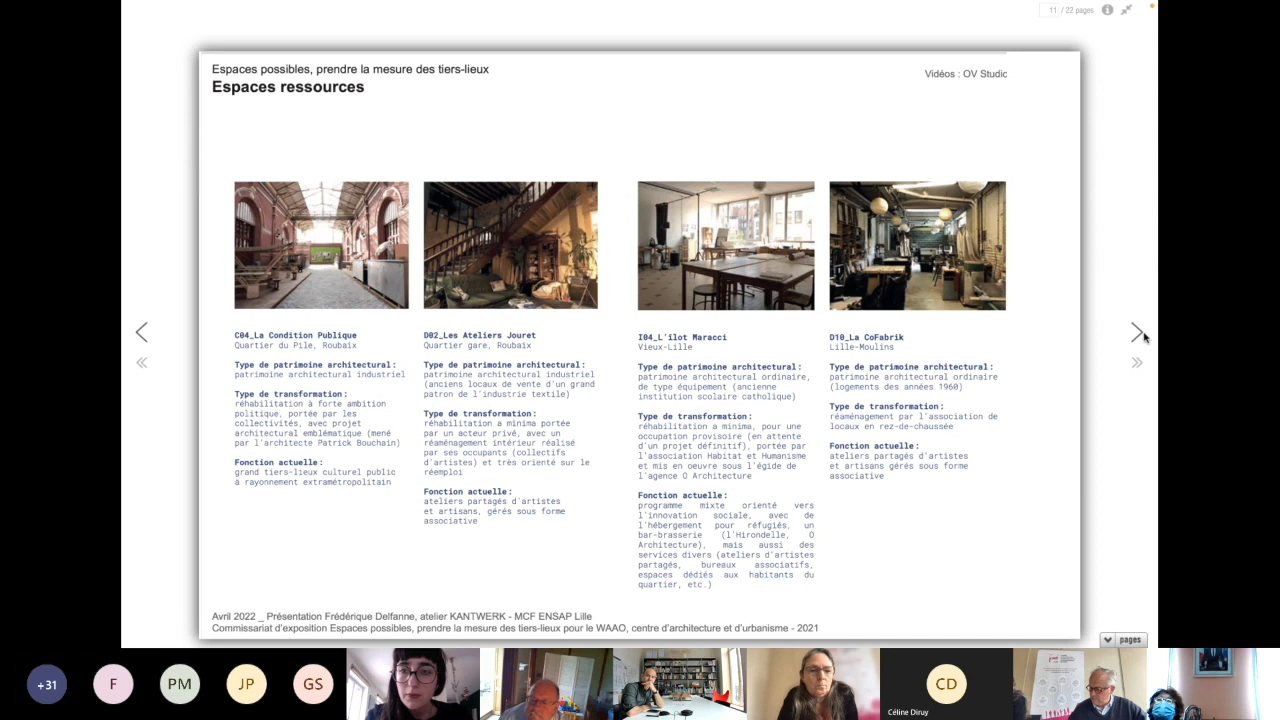 11 / 22 pages
Espaces possibles, prendre la mesure des tiers-lieux
Espaces ressources
Vidéos : OV Studic
C04_La Condition Publique
Quartier du Pile, Roubaix
Type de patrimoine architectural :
patrimoine architectural industriel
Type de transformation :
réhabilitation à forte ambition
politique, portée par les
collectivités, avec projet
architectural emblématique (mené
par l'architecte Patrick Bouchain)
Fonction actuelle :
grand tiers-lieux culturel public
à rayonnement extramétropolitain
D02_Les Ateliers Jouret
Quartier gare, Roubaix
Type de patrimoine architectural :
patrimoine architectural industriel
(anciens locaux de vente d'un grand
patron de l'industrie textile)
Type de transformation :
réhabilitation a minima portée
par un acteur privé, avec un
réaménagement intérieur réalisé
par ses occupants (collectifs
d'artistes) et très orienté sur le
réemploi
Fonction actuelle :
ateliers partagés d'artistes
et artisans, gérés sous forme
associative
I04_L'îlot Maracci
Vieux-Lille
Type de patrimoine architectural :
patrimoine architectural ordinaire,
de type équipement (ancienne
institution scolaire catholique)
Type de transformation :
réhabilitation a minima, pour une
occupation provisoire (en attente
d'un projet définitif), portée par
l'association Habitat et Humanisme
et mis en oeuvre sous l'égide de
l'agence O Architecture
Fonction actuelle :
programme mixte orienté vers
l'innovation sociale, avec de
l'hébergement pour réfugiés, un
bar-brasserie (l'Hirondelle, O
Architecture), mais aussi des
services divers (ateliers d'artistes
partagés, bureaux associatifs,
espaces dédiés aux habitants du
quartier, etc.)
D10_La CoFabrik
Lille-Moulins
Type de patrimoine architectural :
patrimoine architectural ordinaire
(logements des années 1960)
Type de transformation :
réaménagement par l'association de
locaux en rez-de-chaussée
Fonction actuelle :
ateliers partagés d'artistes
et artisans gérés sous forme
associative
Avril 2022 _ Présentation Frédérique Delfanne, atelier KANTWERK - MCF ENSAP Lille
Commissariat d'exposition Espaces possibles, prendre la mesure des tiers-lieux pour le WAAO, centre d'architecture et d'urbanisme - 2021
pages
+31
F
PM
JP
GS
CD
Céline Diruy